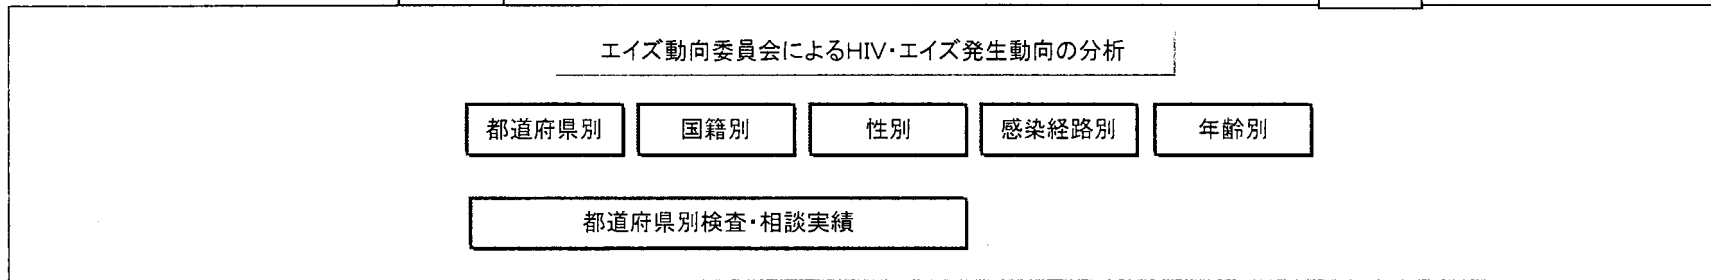 エイズ動向委員会によるHIV・エイズ発生動向の分析
都道府県別 国籍別 性別 感染経路別 年齢別
都道府県別検査・相談実績